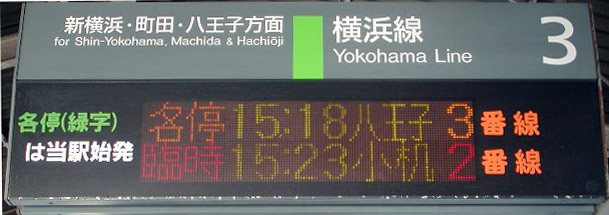 新横浜・町田・八王子方面
for Shin-Yokohama, Machida & Hachiōji
横浜線
Yokohama Line
3
各停(緑字)
は当駅始発
各停 15:18 八王子 3 番線
臨時 15:23 小机 2 番線